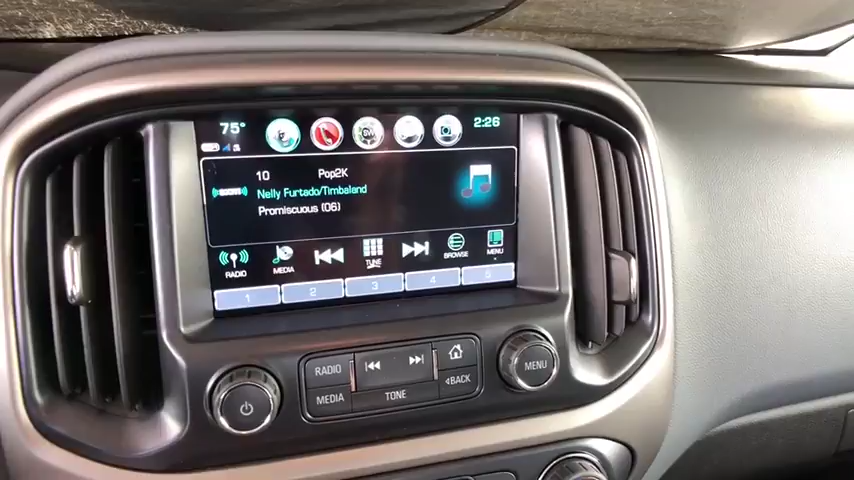 75° 2:26
SW
10 Pop2K
Nelly Furtado/Timbaland
Promiscuous (06)
RADIO MEDIA TUNE BROWSE MENU
1 2 3 4 5
RADIO
MEDIA
TONE
BACK
MENU